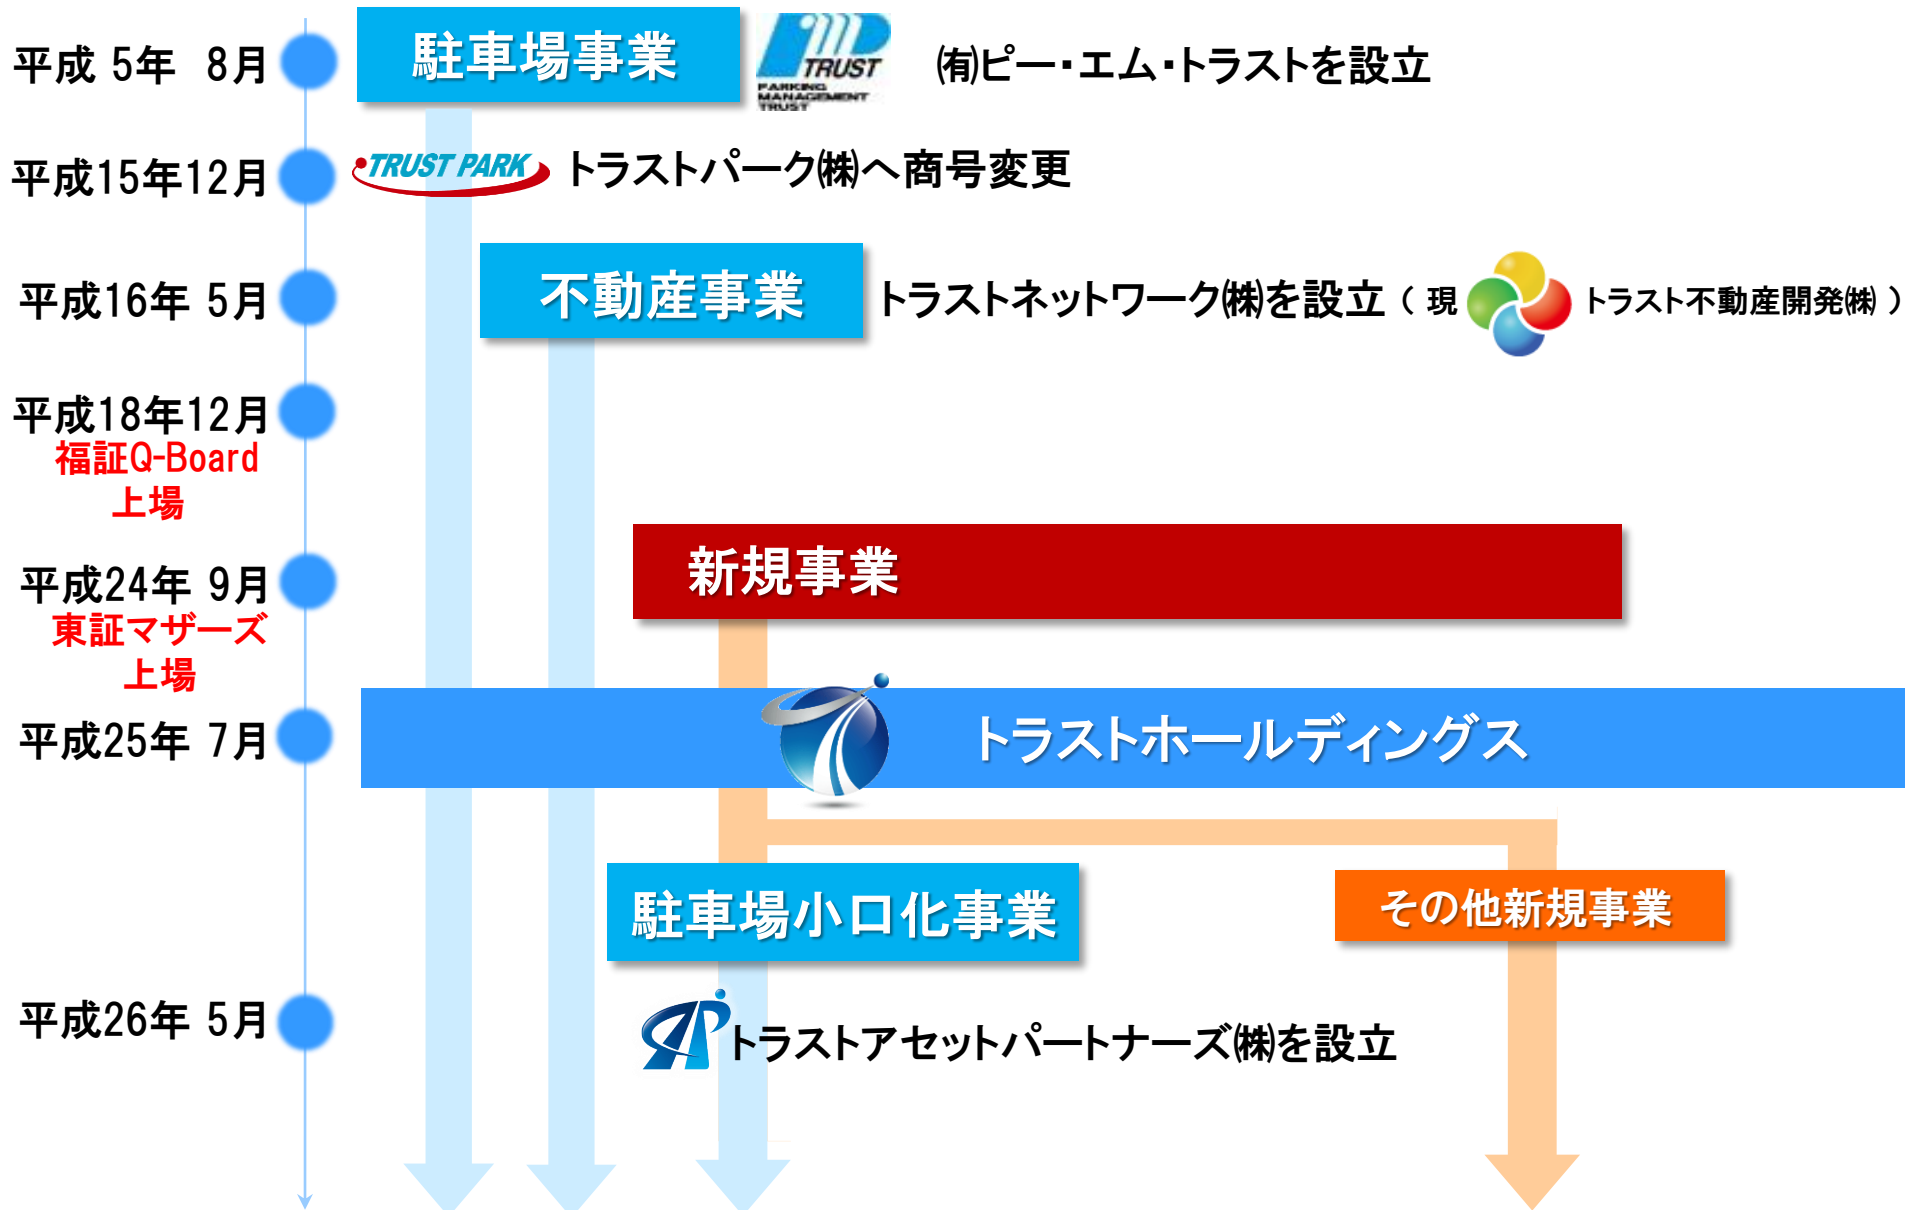 平成 5年 8月
駐車場事業
TRUST
PARKING
MANAGEMENT
TRUST
㈲ピー・エム・トラストを設立
平成15年12月
TRUST PARK
トラストパーク㈱へ商号変更
平成16年 5月
不動産事業
トラストネットワーク㈱を設立（ 現 トラスト不動産開発㈱ ）
平成18年12月
福証Q-Board
上場
新規事業
平成24年 9月
東証マザーズ
上場
平成25年 7月
トラストホールディングス
駐車場小口化事業
その他新規事業
平成26年 5月
トラストアセットパートナーズ㈱を設立